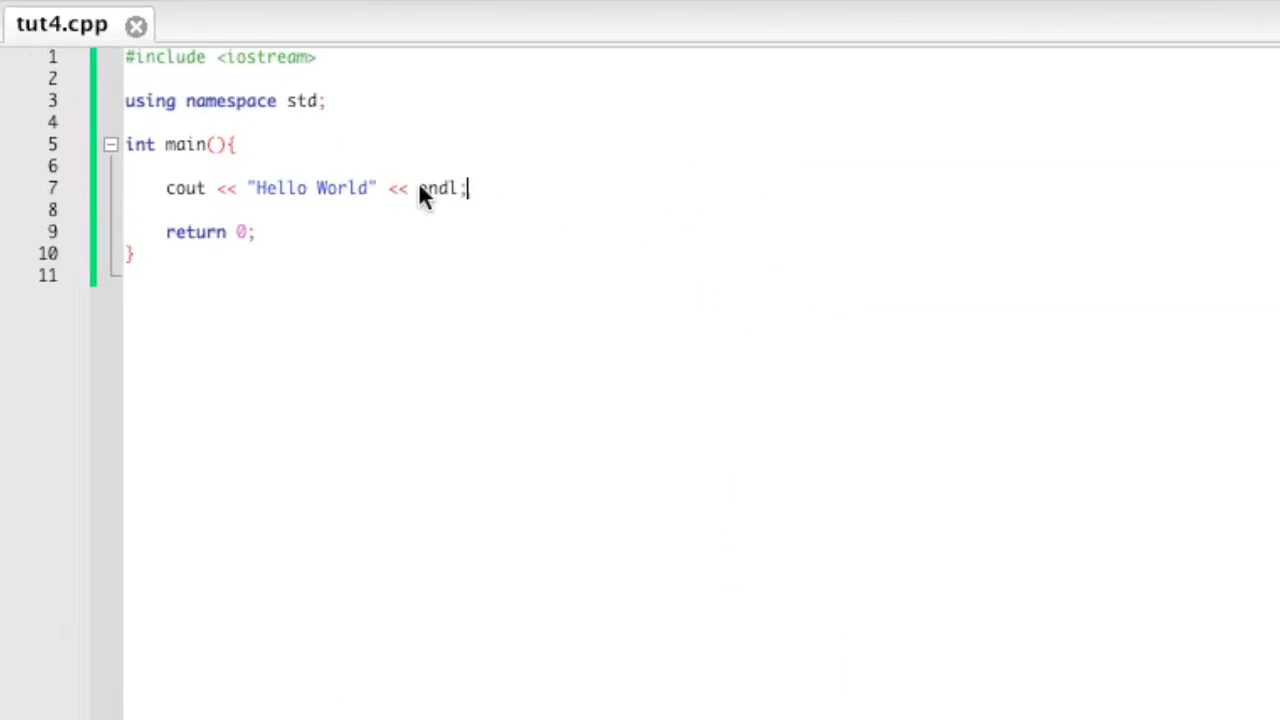 tut4.cpp
1 #include <iostream>
2
3 using namespace std;
4
5 int main(){
6
7 cout << "Hello World" << endl;
8
9 return 0;
10 }
11